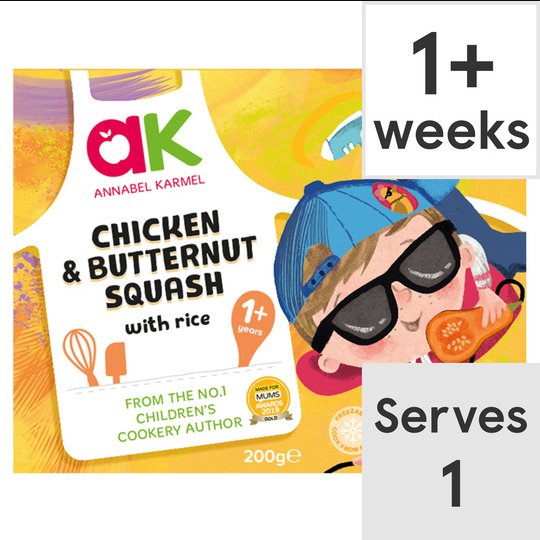 1+
weeks
ak
ANNABEL KARMEL
CHICKEN
& BUTTERNUT
SQUASH
with rice
1+
years
FROM THE NO.1
CHILDREN'S
COOKERY AUTHOR
MADE FOR
MUMS
AWARDS
2019
GOLD
200g℮
Serves
1